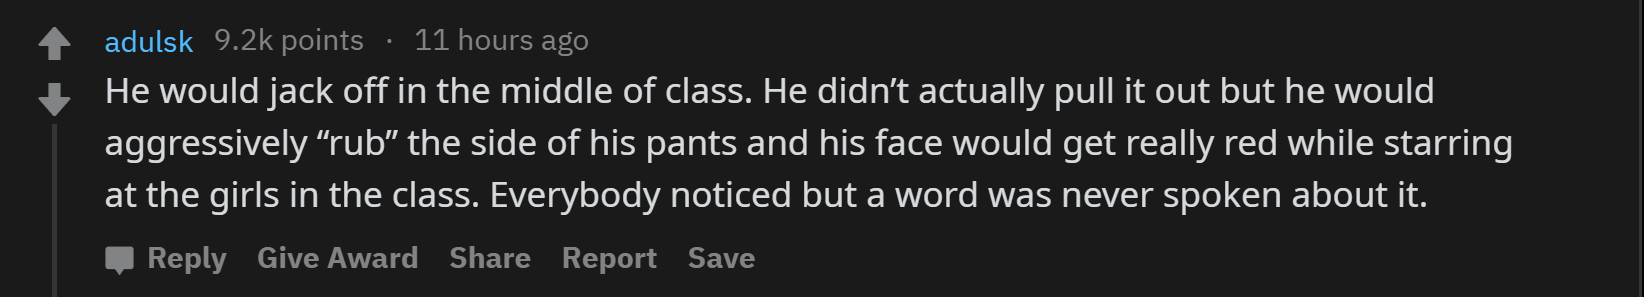 adulsk 9.2k points · 11 hours ago
He would jack off in the middle of class. He didn’t actually pull it out but he would
aggressively “rub” the side of his pants and his face would get really red while starring
at the girls in the class. Everybody noticed but a word was never spoken about it.
Reply Give Award Share Report Save